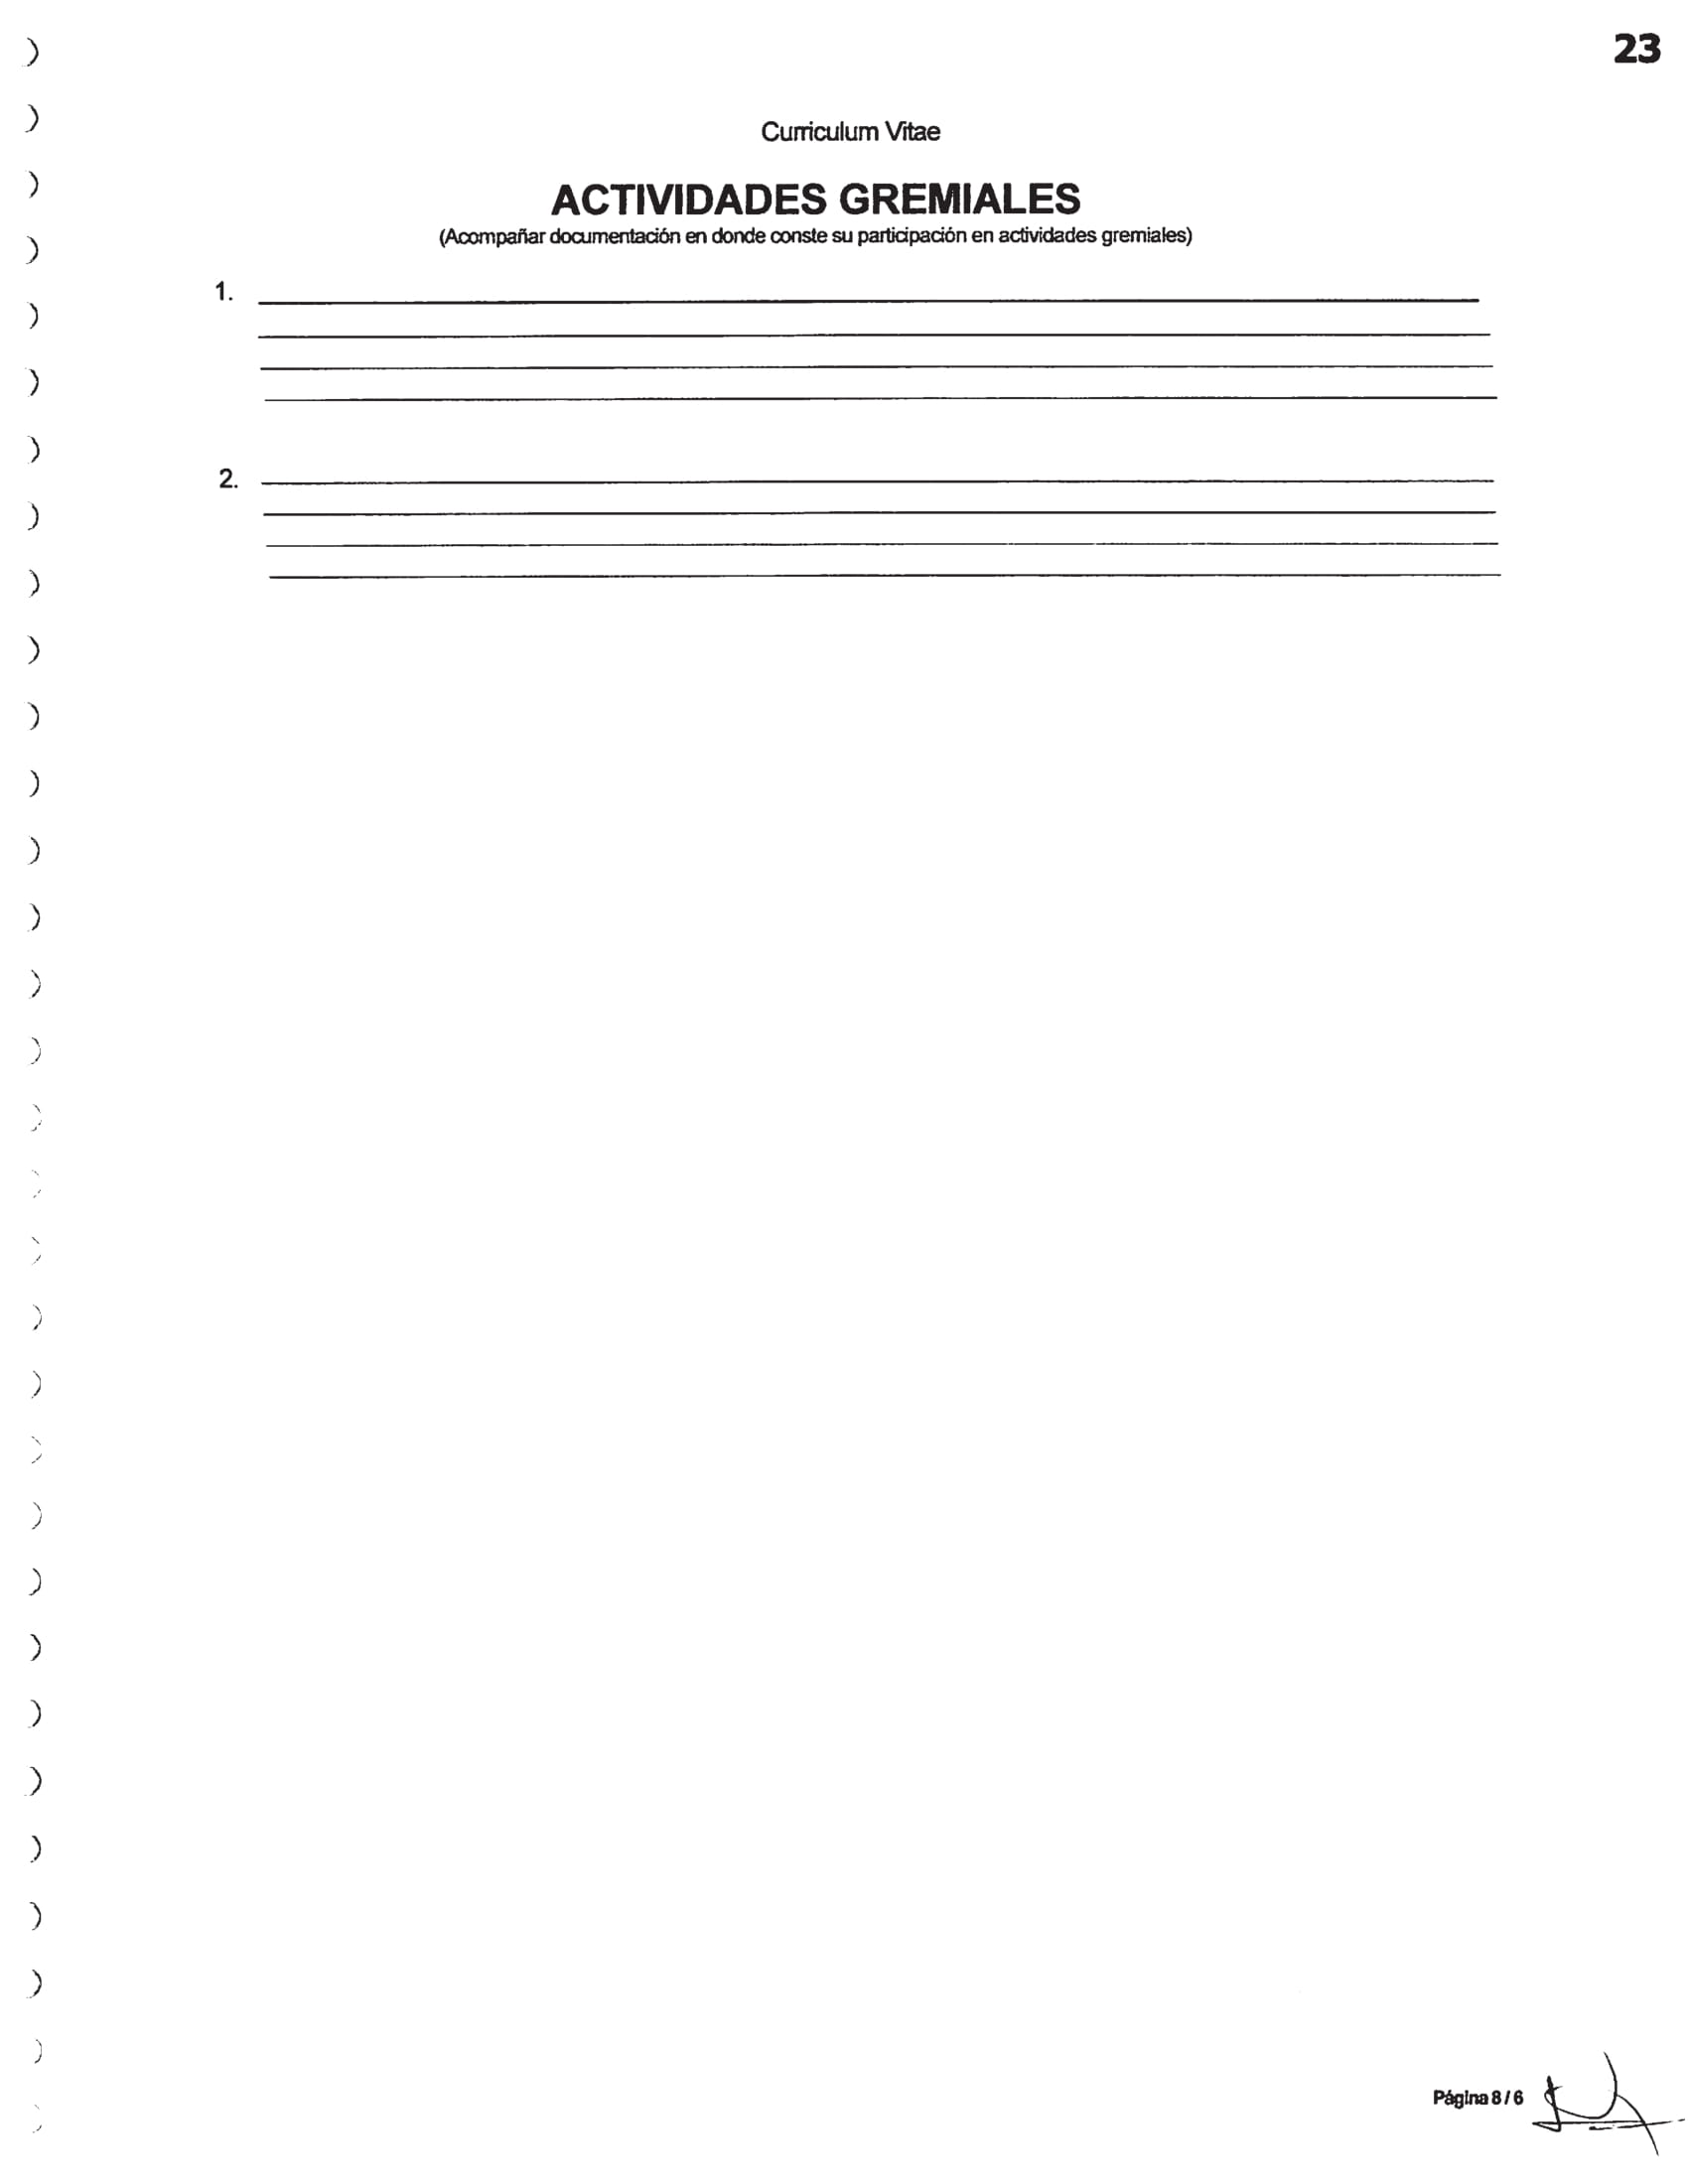 23
Curriculum Vitae
ACTIVIDADES GREMIALES
(Acompañar documentación en donde conste su participación en actividades gremiales)
1.
2.
Página 8 / 6